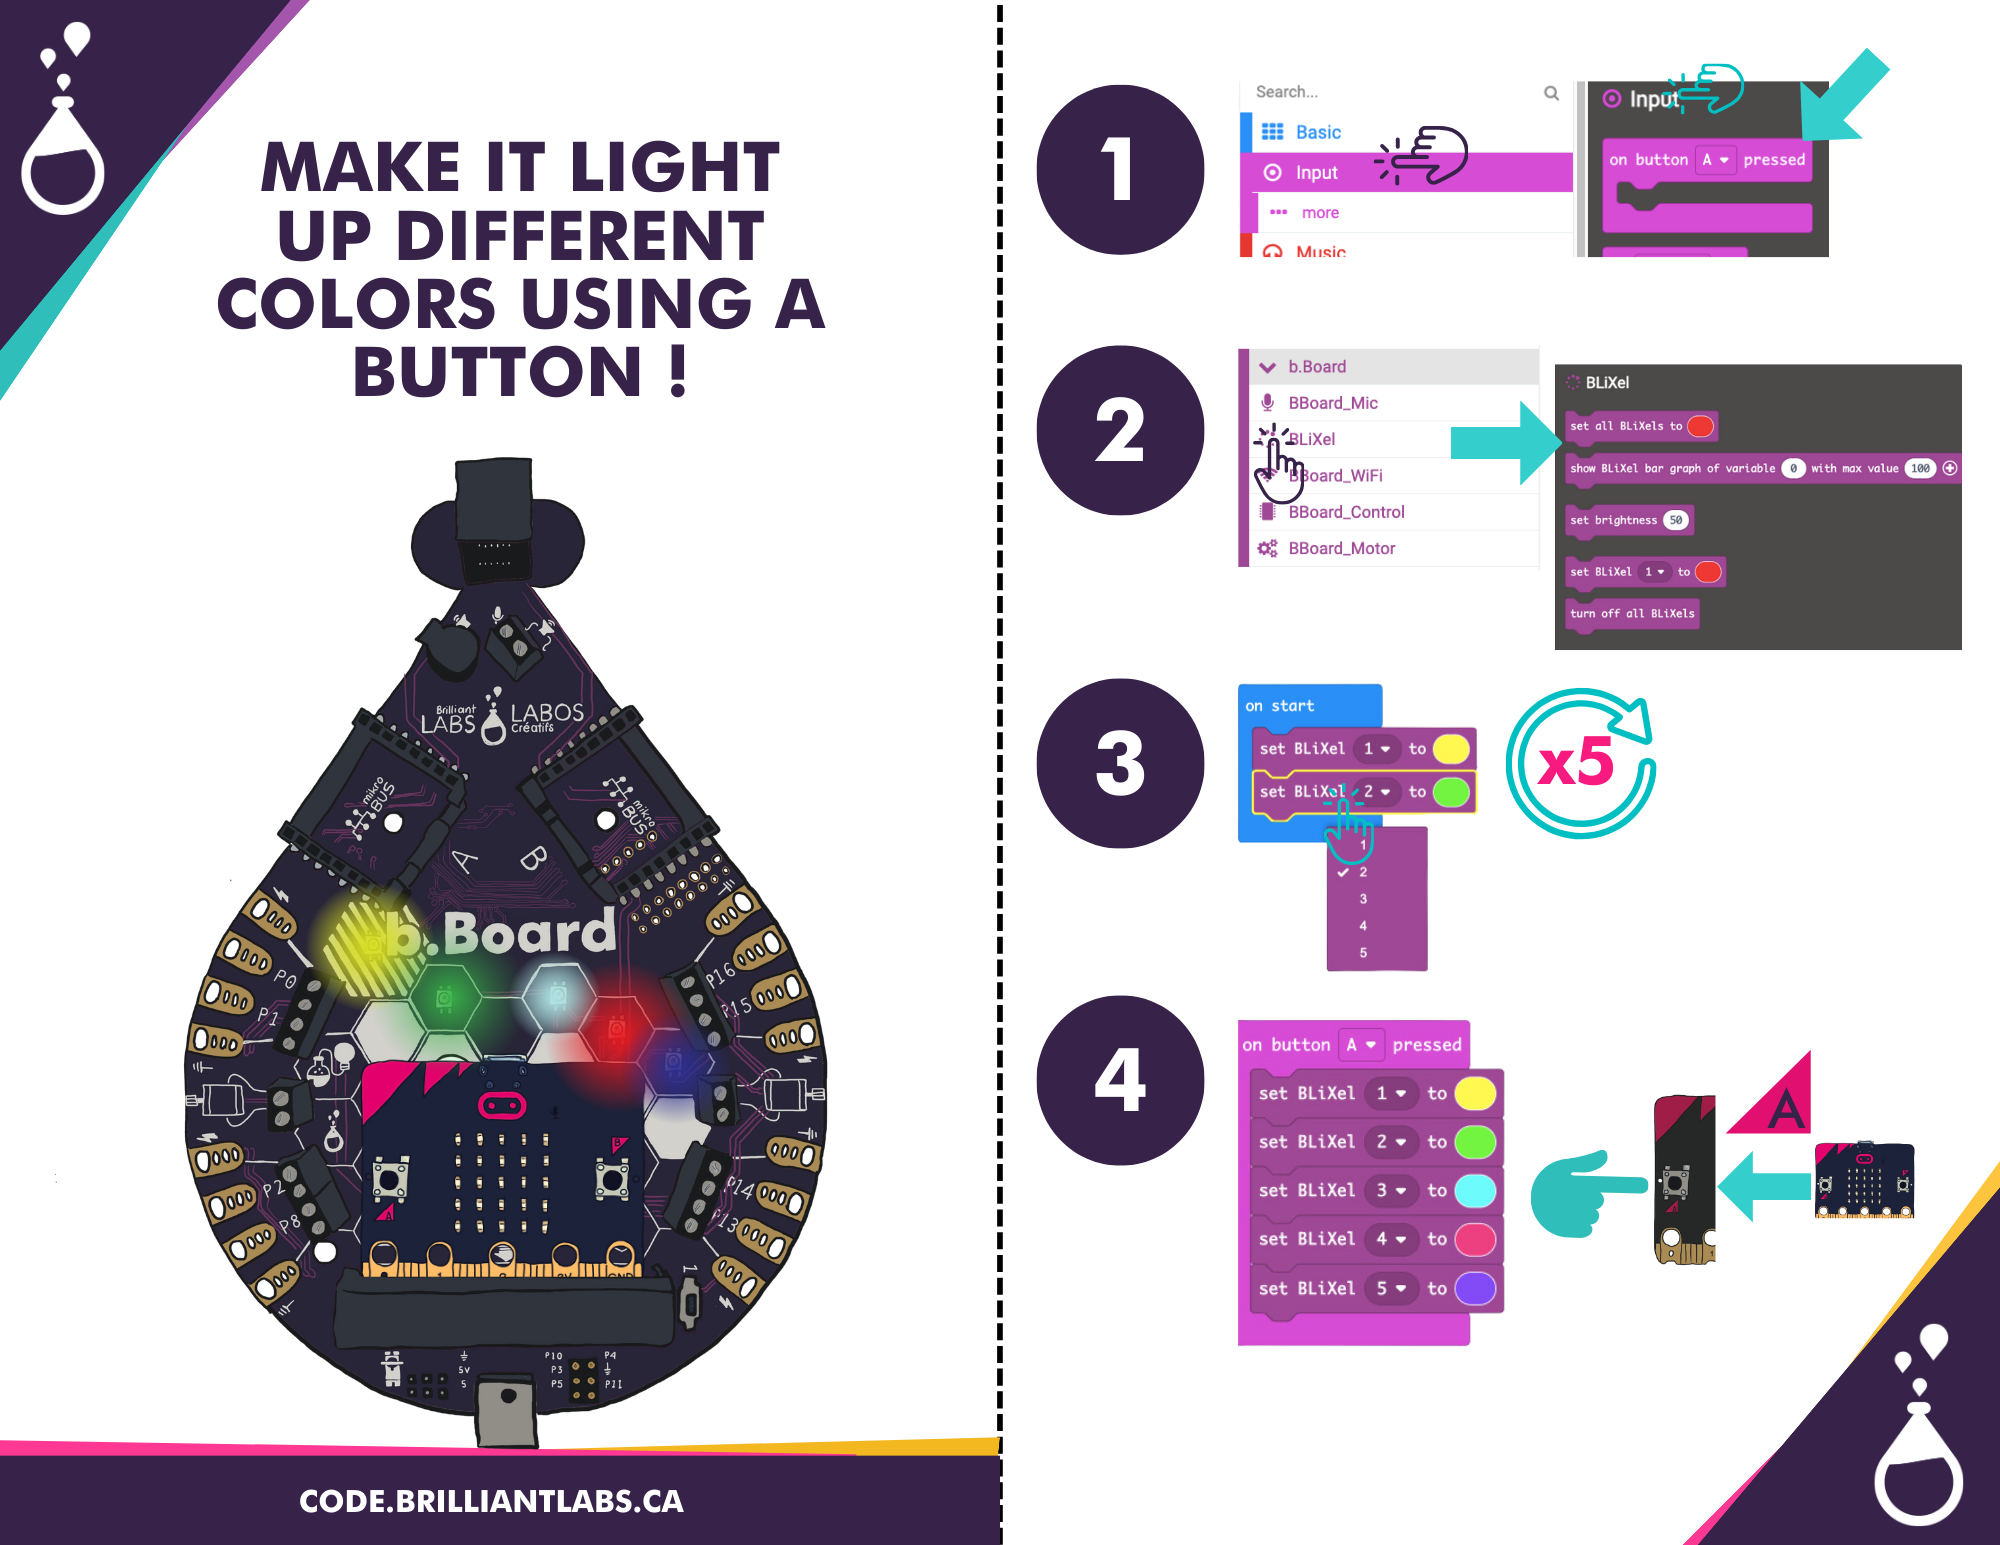 MAKE IT LIGHT
UP DIFFERENT
COLORS USING A
BUTTON !
Brilliant
LABS
LABOS
Créatifs
mikro
BUS
mikro
BUS
A
B
b.Board
P0
P1
P16
P15
P2
P8
P14
P13
B
A
1
5V
5
P10
P3
P5
P4
P11
CODE.BRILLIANTLABS.CA
1
Search...
Basic
Input
more
Music
Input
on button A pressed
2
b.Board
BBoard_Mic
BLiXel
BBoard_WiFi
BBoard_Control
BBoard_Motor
BLiXel
set all BLiXels to
show BLiXel bar graph of variable 0 with max value 100
set brightness 50
set BLiXel 1 to
turn off all BLiXels
3
on start
set BLiXel 1 to
set BLiXel 2 to
1
2
3
4
5
x5
4
on button A pressed
set BLiXel 1 to
set BLiXel 2 to
set BLiXel 3 to
set BLiXel 4 to
set BLiXel 5 to
A